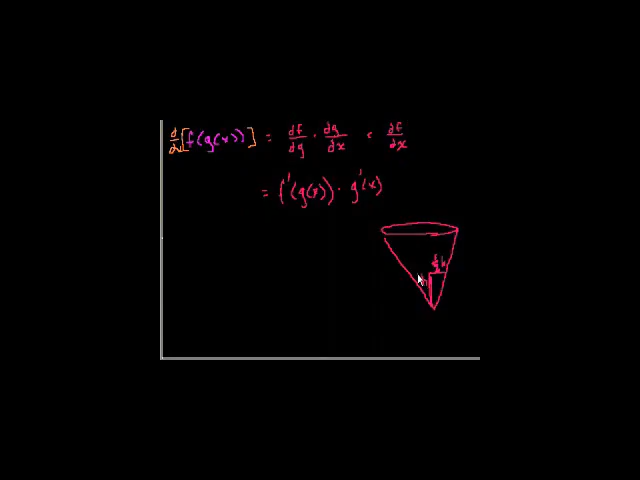 d/dx [f(g(x))] = df/dg · dg/dx = df/dx
= f'(g(x)) · g'(x)
h
h